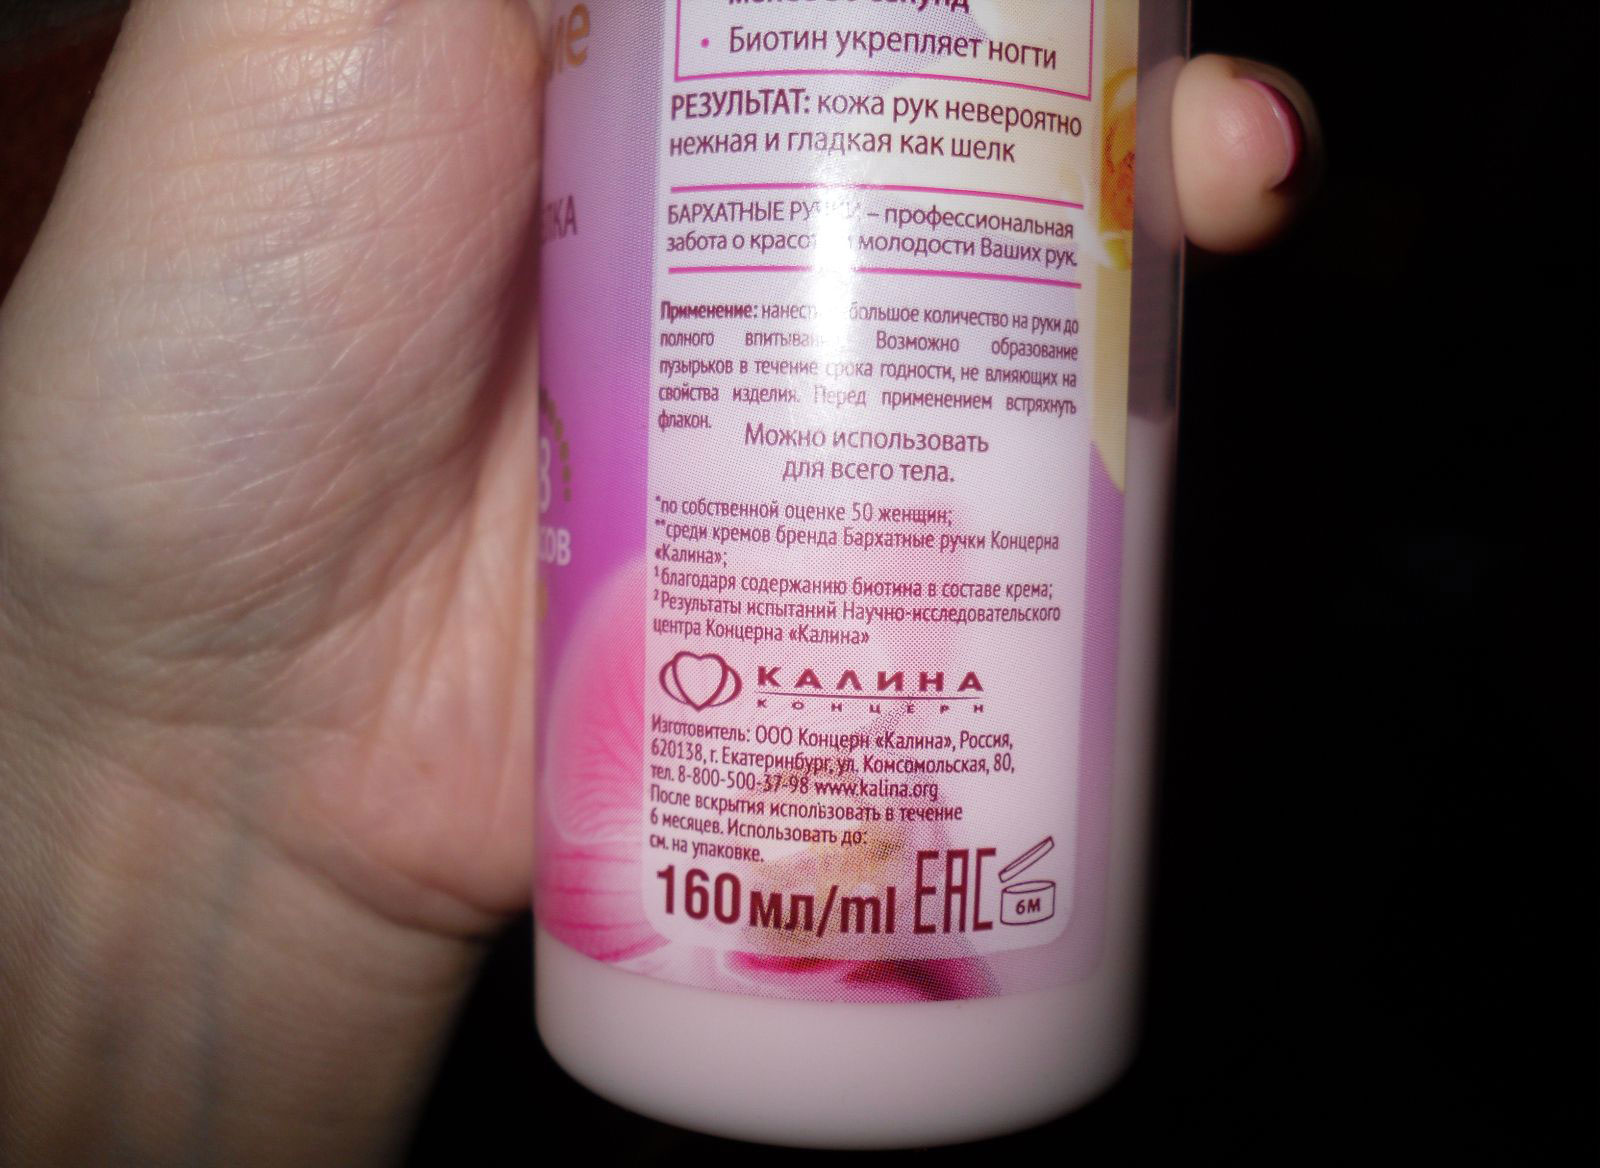 секунд
• Биотин укрепляет ногти
РЕЗУЛЬТАТ: кожа рук невероятно
нежная и гладкая как шелк
БАРХАТНЫЕ РУЧКИ – профессиональная
забота о красоте и молодости Ваших рук.
Применение: нанести небольшое количество на руки до
полного впитывания. Возможно образование
пузырьков в течение срока годности, не влияющих на
свойства изделия. Перед применением встряхнуть
флакон.
Можно использовать
для всего тела.
*по собственной оценке 50 женщин;
**среди кремов бренда Бархатные ручки Концерна
«Калина»;
¹благодаря содержанию биотина в составе крема;
²Результаты испытаний Научно-исследовательского
центра Концерна «Калина»
КАЛИНА
КОНЦЕРН
Изготовитель: ООО Концерн «Калина», Россия,
620138, г. Екатеринбург, ул. Комсомольская, 80,
тел. 8-800-500-37-98 www.kalina.org
После вскрытия использовать в течение
6 месяцев. Использовать до:
см. на упаковке.
160 мл/ml EAC 6M